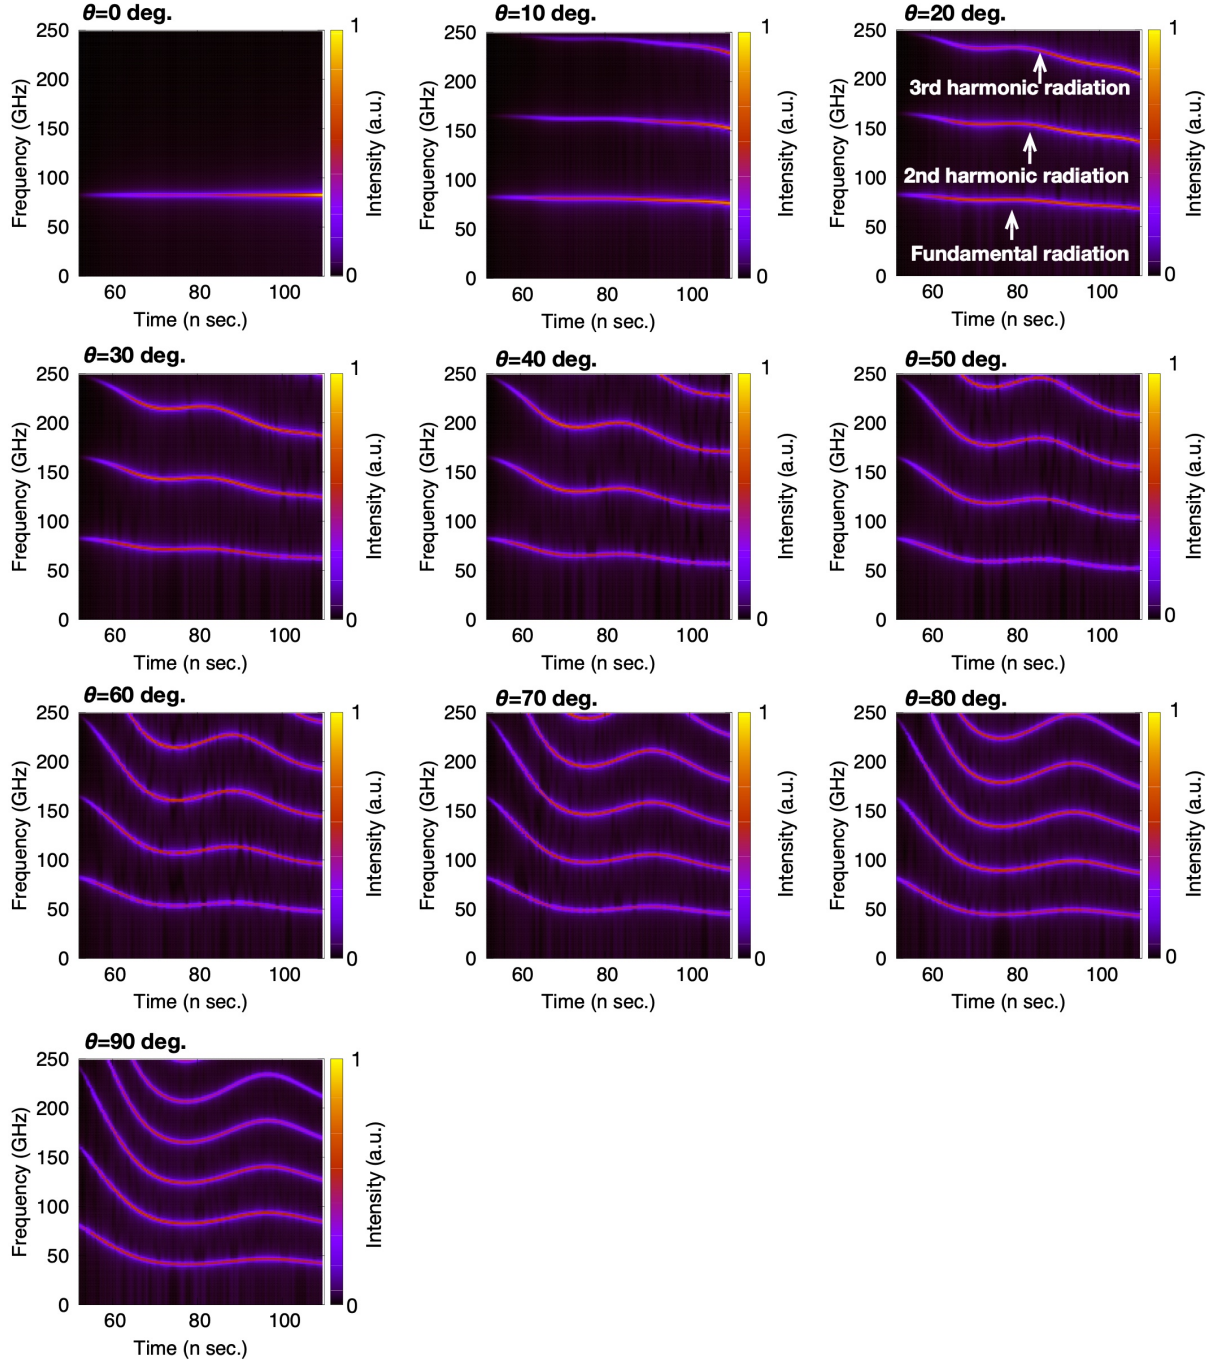 θ=0 deg.
250
200
150
100
50
0
Frequency (GHz)
60 80 100
Time (n sec.)
1
0
Intensity (a.u.)
θ=10 deg.
250
200
150
100
50
0
Frequency (GHz)
60 80 100
Time (n sec.)
1
0
Intensity (a.u.)
θ=20 deg.
250
200
150
100
50
0
Frequency (GHz)
3rd harmonic radiation
2nd harmonic radiation
Fundamental radiation
60 80 100
Time (n sec.)
1
0
Intensity (a.u.)
θ=30 deg.
250
200
150
100
50
0
Frequency (GHz)
60 80 100
Time (n sec.)
1
0
Intensity (a.u.)
θ=40 deg.
250
200
150
100
50
0
Frequency (GHz)
60 80 100
Time (n sec.)
1
0
Intensity (a.u.)
θ=50 deg.
250
200
150
100
50
0
Frequency (GHz)
60 80 100
Time (n sec.)
1
0
Intensity (a.u.)
θ=60 deg.
250
200
150
100
50
0
Frequency (GHz)
60 80 100
Time (n sec.)
1
0
Intensity (a.u.)
θ=70 deg.
250
200
150
100
50
0
Frequency (GHz)
60 80 100
Time (n sec.)
1
0
Intensity (a.u.)
θ=80 deg.
250
200
150
100
50
0
Frequency (GHz)
60 80 100
Time (n sec.)
1
0
Intensity (a.u.)
θ=90 deg.
250
200
150
100
50
0
Frequency (GHz)
60 80 100
Time (n sec.)
1
0
Intensity (a.u.)